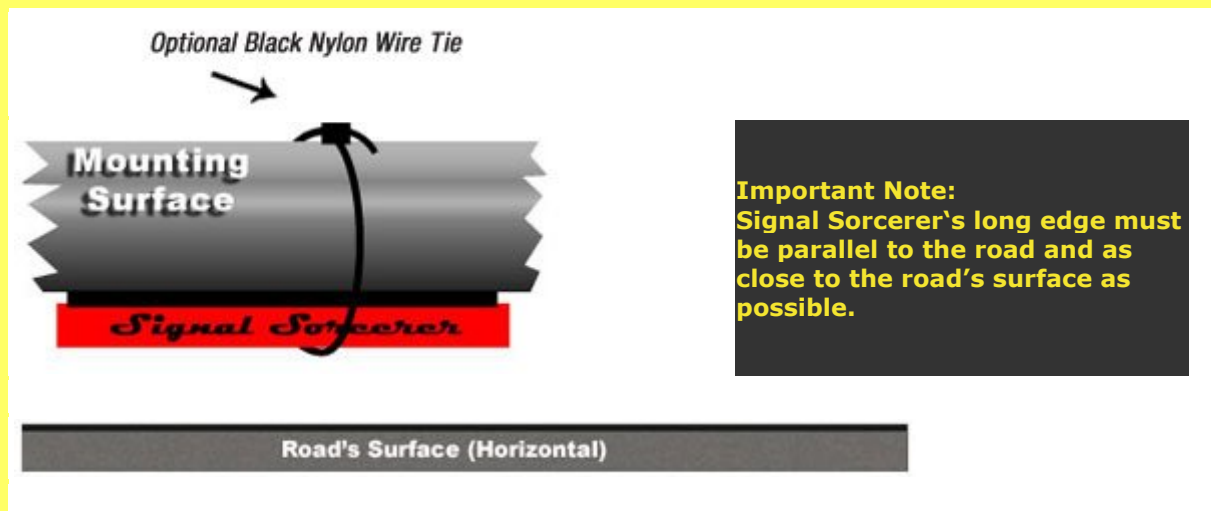 Optional Black Nylon Wire Tie
Mounting
Surface
Signal Sorcerer
Important Note:
Signal Sorcerer‘s long edge must
be parallel to the road and as
close to the road’s surface as
possible.
Road's Surface (Horizontal)